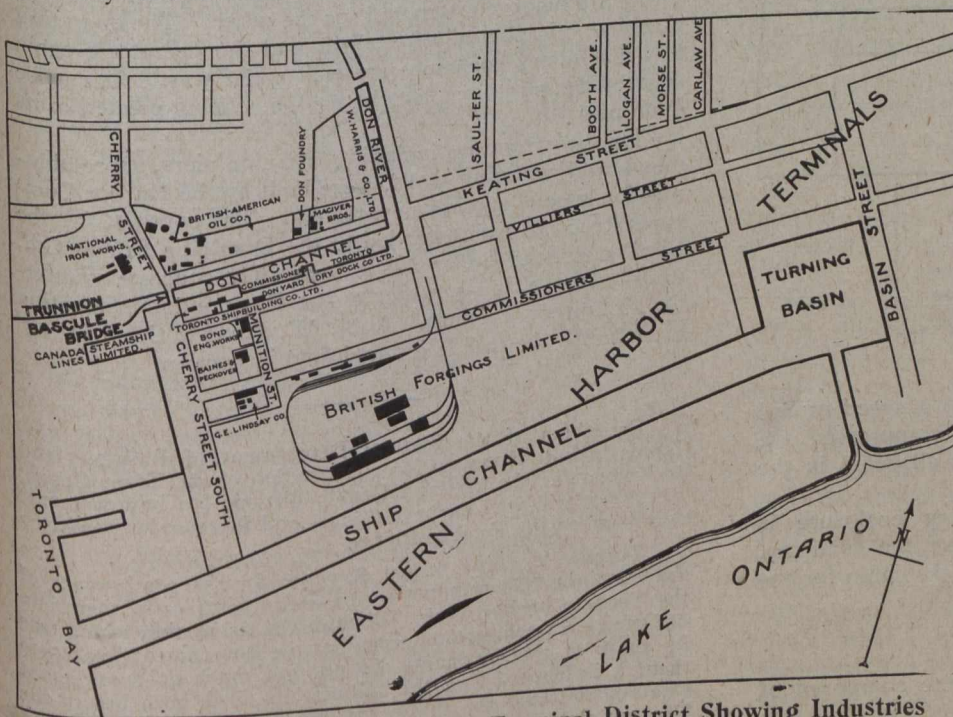 SAULTER ST.
BOOTH AVE.
LOGAN AVE.
MORSE ST.
CARLAW AVE
CHERRY
STREET
DON RIVER
W. HARRIS & CO. LTD
DON FOUNDRY
MACIVER
BROS.
BRITISH-AMERICAN
OIL CO.
KEATING STREET
VILLIERS STREET
COMMISSIONERS STREET
TERMINALS
BASIN STREET
TURNING
BASIN
NATIONAL
IRON WORKS.
DON CHANNEL
TORONTO
DRY DOCK CO LTD.
DON YARD
TORONTO SHIPBUILDING CO. LTD.
TRUNNION
BASCULE
BRIDGE
CANADA STEAMSHIP
LINES LIMITED.
BOND
ENG. WORKS
BAINES &
PECKOVER
MUNITION ST.
G.E. LINDSAY CO.
CHERRY STREET SOUTH
BRITISH FORGINGS LIMITED.
HARBOR
SHIP CHANNEL
EASTERN
TORONTO BAY
LAKE ONTARIO
N
District Showing Industries